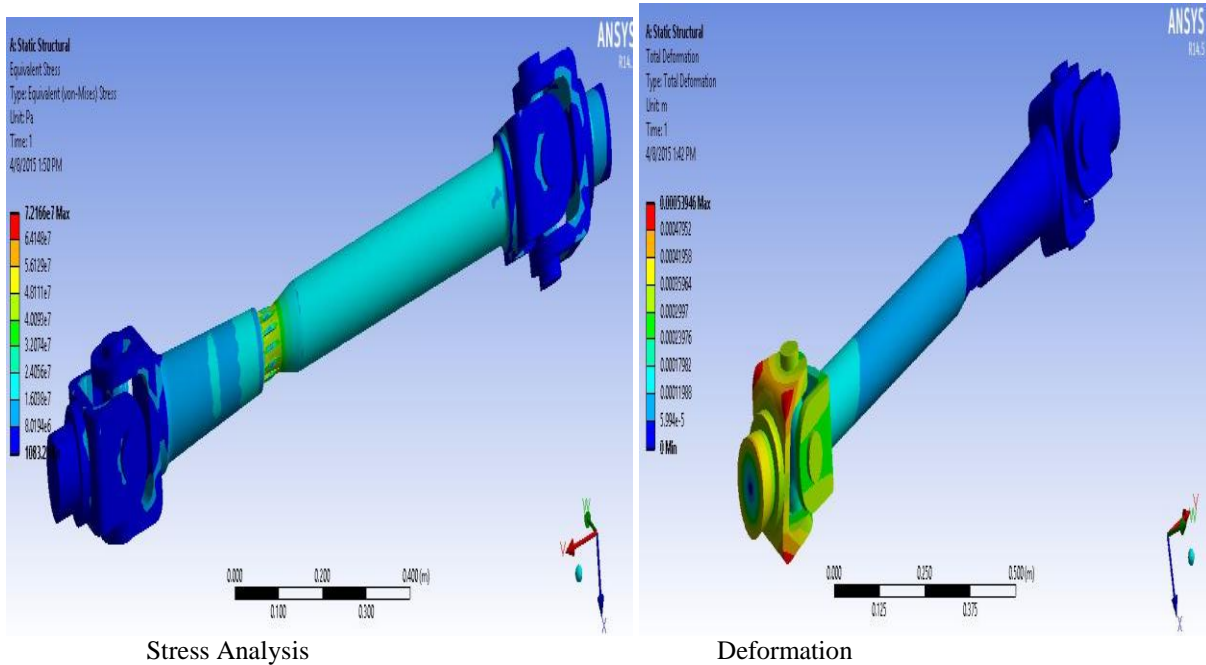 A: Static Structural
Equivalent Stress
Type: Equivalent (von-Mises) Stress
Unit: Pa
Time: 1
4/8/2015 1:50 PM
7.2166e7 Max
6.4148e7
5.6129e7
4.8111e7
4.0093e7
3.2074e7
2.4056e7
1.6038e7
8.0194e6
1083.2
ANSYS
R14.5
0.000
0.200
0.400 (m)
0.100
0.300
Y
W
X
A: Static Structural
Total Deformation
Type: Total Deformation
Unit: m
Time: 1
4/8/2015 1:42 PM
0.00053946 Max
0.00047952
0.00041958
0.00035964
0.0002997
0.00023976
0.00017982
0.00011988
5.994e-5
0 Min
ANSYS
R14.5
0.000
0.250
0.500 (m)
0.125
0.375
Y
W
X
Stress Analysis
Deformation